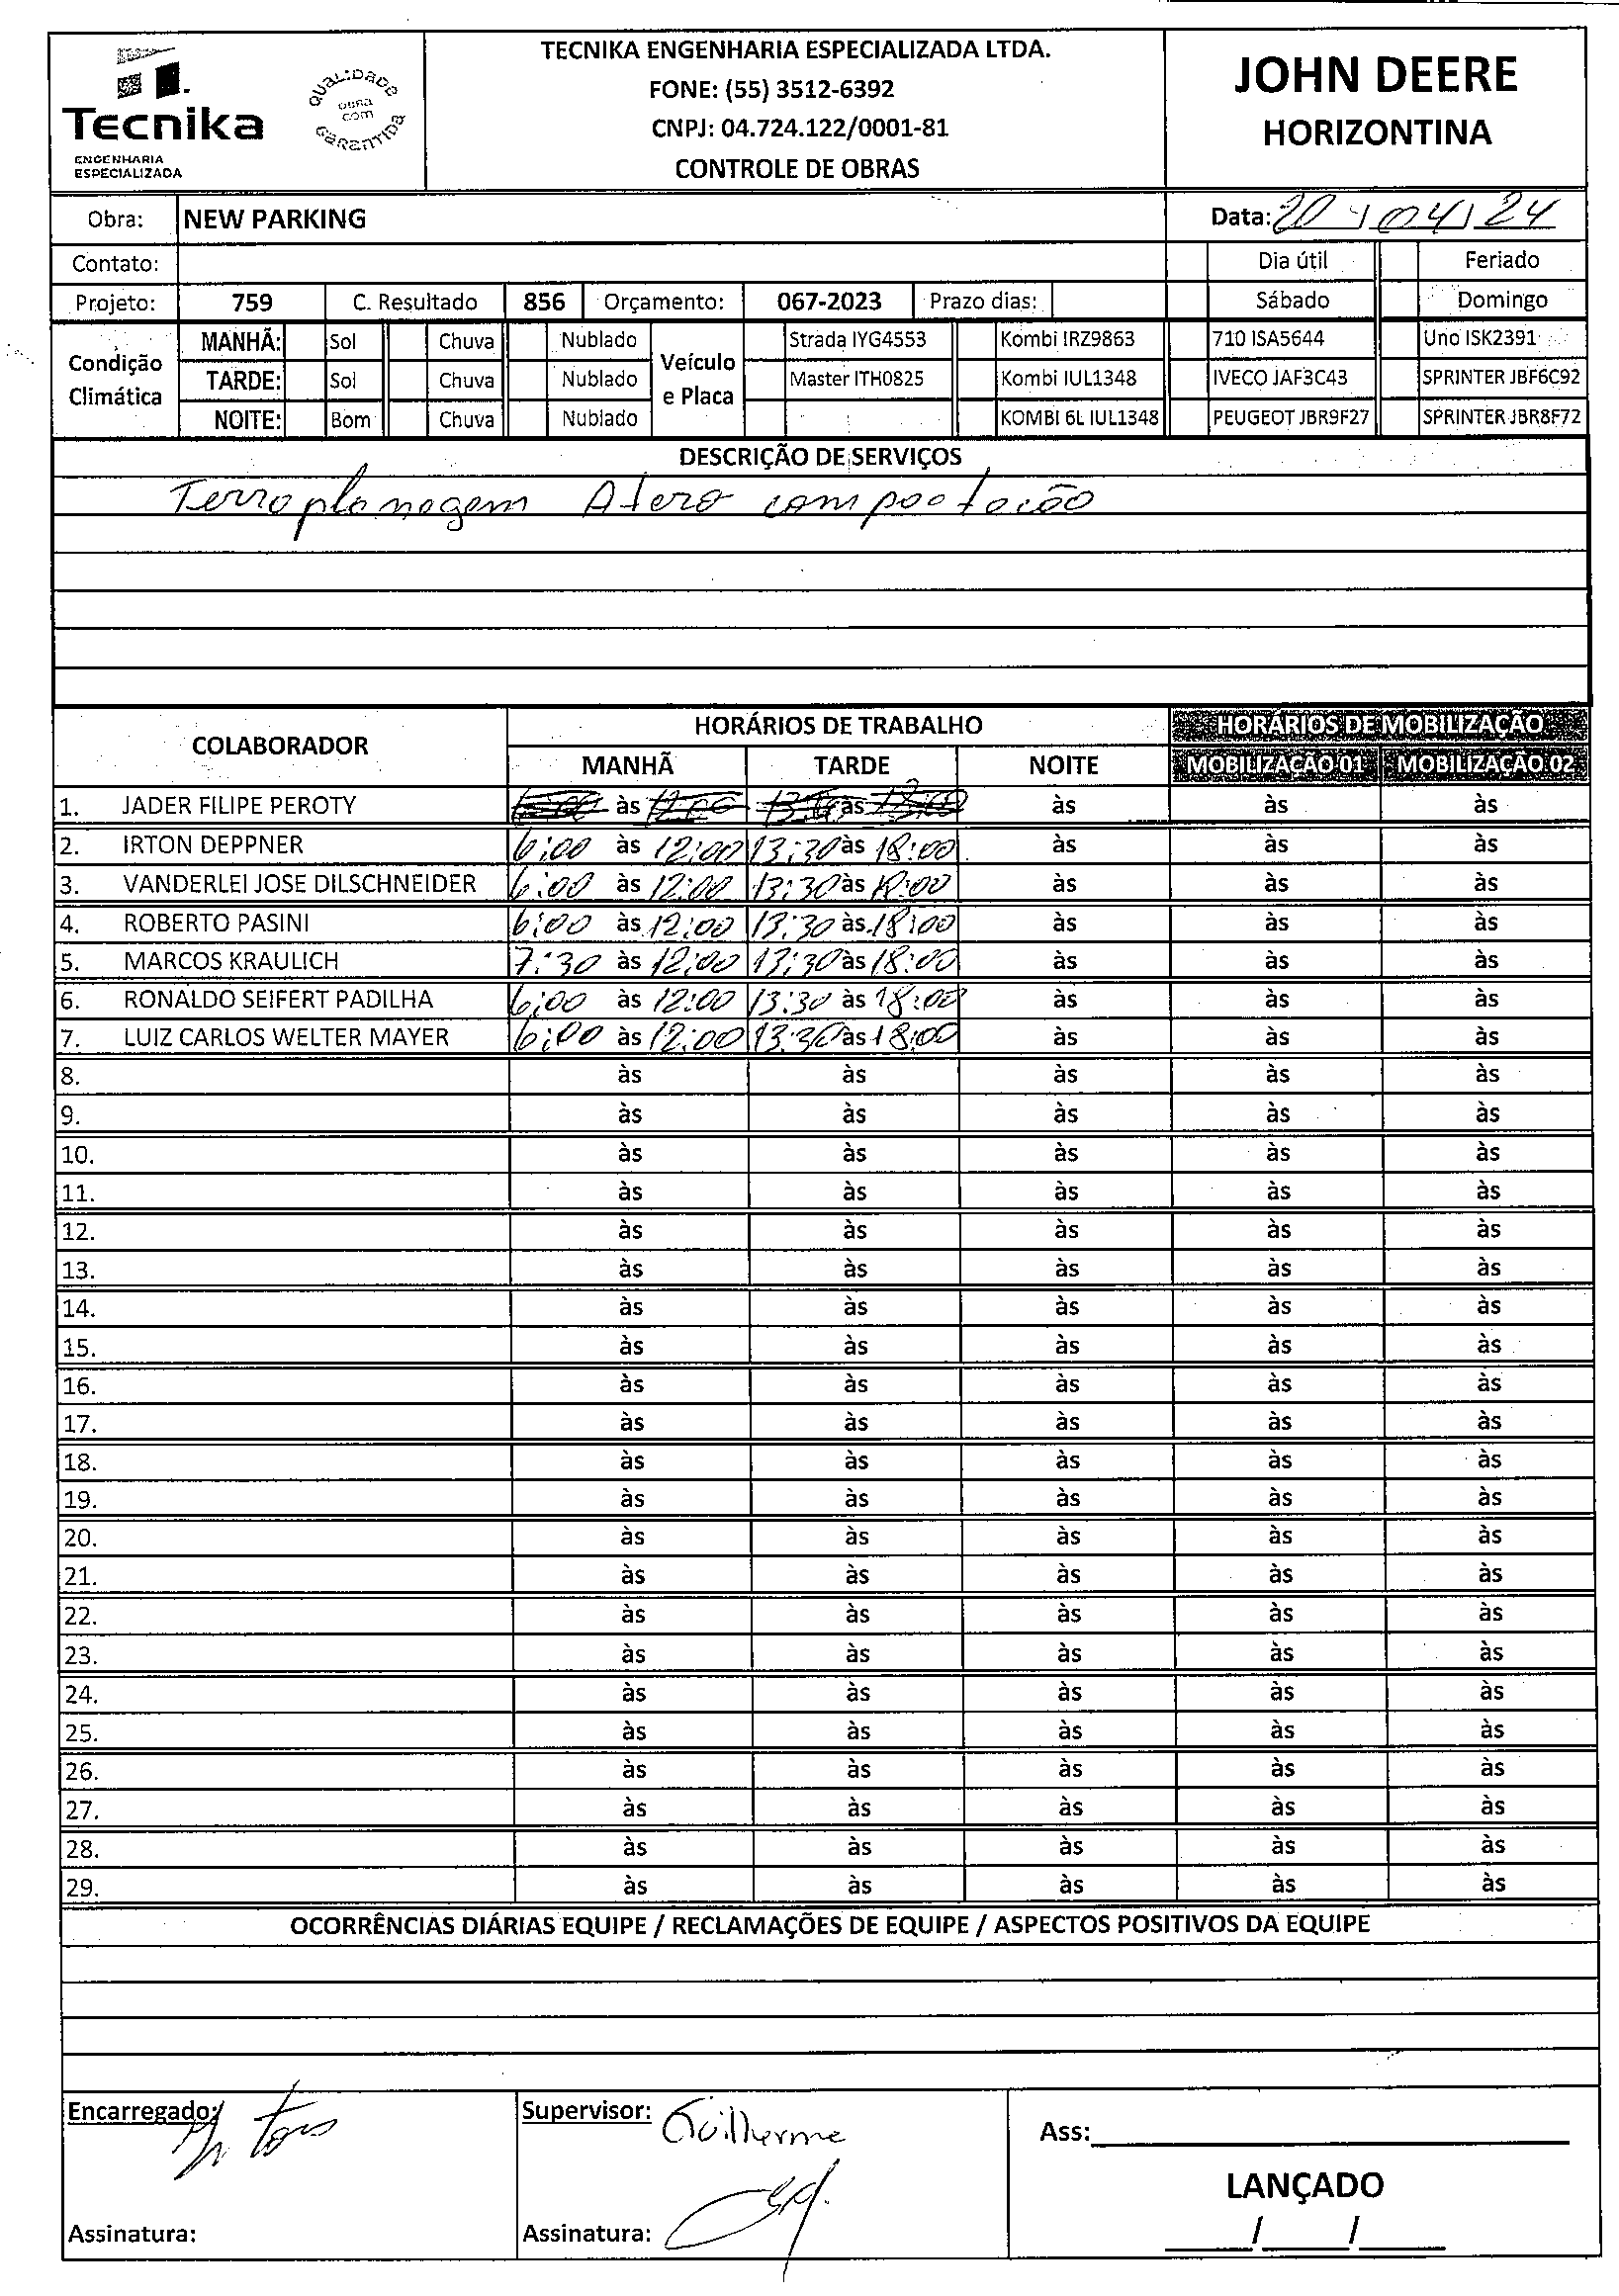 Tecnika
ENGENHARIA
ESPECIALIZADA
QUALIDADE
OBRA
COM
GARANTIDA
TECNIKA ENGENHARIA ESPECIALIZADA LTDA.
FONE: (55) 3512-6392
CNPJ: 04.724.122/0001-81
CONTROLE DE OBRAS
JOHN DEERE
HORIZONTINA
Obra: NEW PARKING Data: 20/04/24
Contato: Dia útil Feriado
Projeto: 759 C. Resultado 856 Orçamento: 067-2023 Prazo dias: Sábado Domingo
Condição Climática
MANHÃ: Sol Chuva Nublado
TARDE: Sol Chuva Nublado
NOITE: Bom Chuva Nublado
Veículo e Placa
Strada IYG4553 Kombi IRZ9863 710 ISA5644 Uno ISK2391
Master ITH0825 Kombi IUL1348 IVECO JAF3C43 SPRINTER JBF6C92
KOMBI 6L IUL1348 PEUGEOT JBR9F27 SPRINTER JBR8F72
DESCRIÇÃO DE SERVIÇOS
Terroplanagem Atero compactação
COLABORADOR HORÁRIOS DE TRABALHO HORÁRIOS DE MOBILIZAÇÃO
MANHÃ TARDE NOITE MOBILIZAÇÃO 01 MOBILIZAÇÃO 02
1. JADER FILIPE PEROTY às às às às às
2. IRTON DEPPNER 6:00 às 12:00 13:30 às 18:00 às às às
3. VANDERLEI JOSE DILSCHNEIDER 6:00 às 12:00 13:30 às 18:00 às às às
4. ROBERTO PASINI 6:00 às 12:00 13:30 às 18:00 às às às
5. MARCOS KRAULICH 7:30 às 12:00 13:30 às 18:00 às às às
6. RONALDO SEIFERT PADILHA 6:00 às 12:00 13:30 às 18:00 às às às
7. LUIZ CARLOS WELTER MAYER 6:00 às 12:00 13:30 às 18:00 às às às
8. às às às às às
9. às às às às às
10. às às às às às
11. às às às às às
12. às às às às às
13. às às às às às
14. às às às às às
15. às às às às às
16. às às às às às
17. às às às às às
18. às às às às às
19. às às às às às
20. às às às às às
21. às às às às às
22. às às às às às
23. às às às às às
24. às às às às às
25. às às às às às
26. às às às às às
27. às às às às às
28. às às às às às
29. às às às às às
OCORRÊNCIAS DIÁRIAS EQUIPE / RECLAMAÇÕES DE EQUIPE / ASPECTOS POSITIVOS DA EQUIPE
Encarregado: Supervisor: Guilherme Ass:
LANÇADO
Assinatura: Assinatura: / /